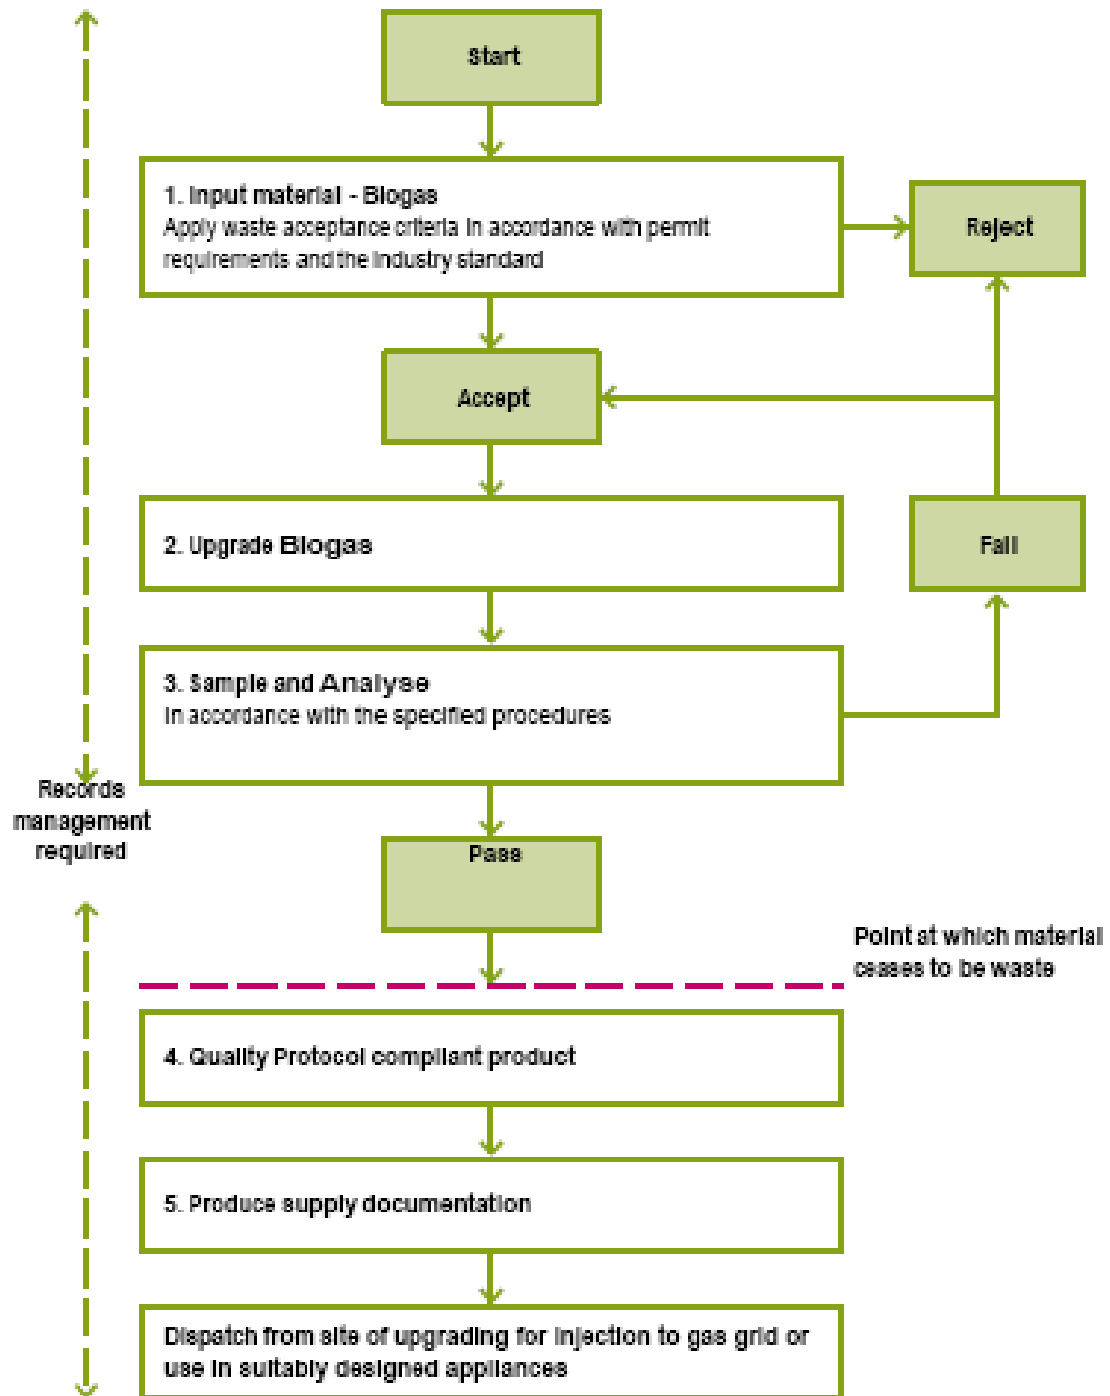 Start
1. Input material - Biogas
Apply waste acceptance criteria in accordance with permit
requirements and the industry standard
Reject
Accept
2. Upgrade Biogas
Fail
3. Sample and Analyse
in accordance with the specified procedures
Records
management
required
Pass
Point at which material
ceases to be waste
4. Quality Protocol compliant product
5. Produce supply documentation
Dispatch from site of upgrading for injection to gas grid or
use in suitably designed appliances